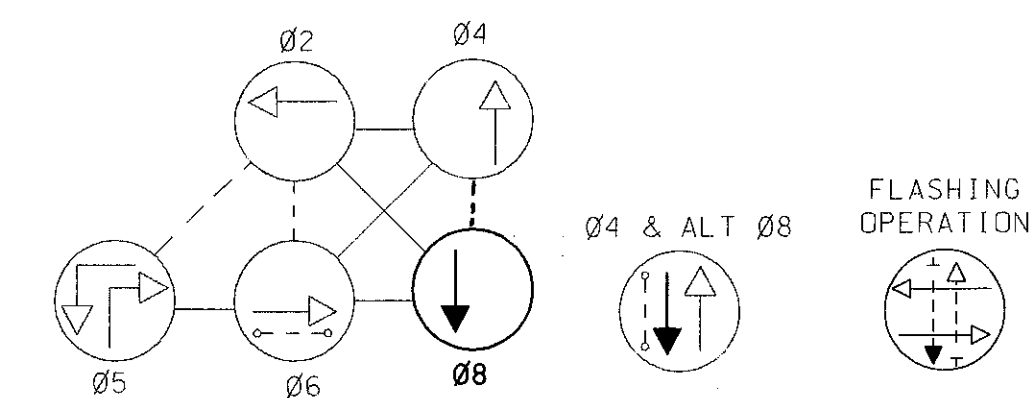 Ø2
Ø4
Ø5
Ø6
Ø8
Ø4 & ALT Ø8
FLASHING
OPERATION